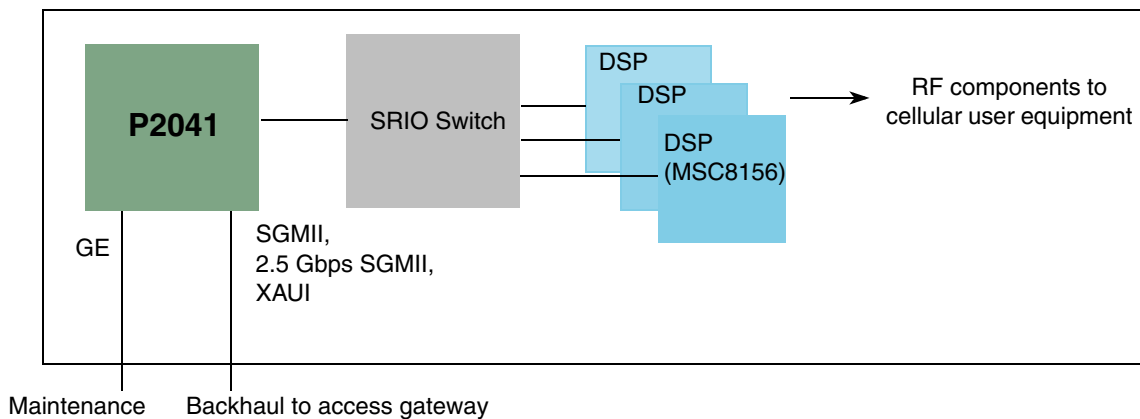 P2041
SRIO Switch
DSP
DSP
DSP
(MSC8156)
RF components to
cellular user equipment
GE
SGMII,
2.5 Gbps SGMII,
XAUI
Maintenance
Backhaul to access gateway